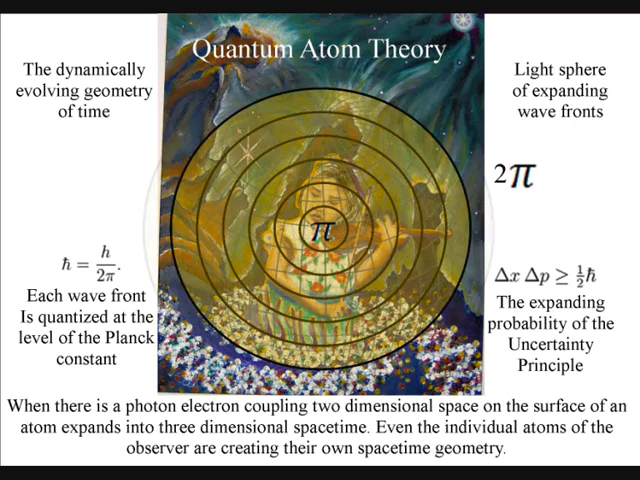 Quantum Atom Theory
The dynamically
evolving geometry
of time
Light sphere
of expanding
wave fronts
2π
π
ħ = h/2π.
Each wave front
Is quantized at the
level of the Planck
constant
Δx Δp ≥ ½ħ
The expanding
probability of the
Uncertainty
Principle
When there is a photon electron coupling two dimensional space on the surface of an
atom expands into three dimensional spacetime. Even the individual atoms of the
observer are creating their own spacetime geometry.